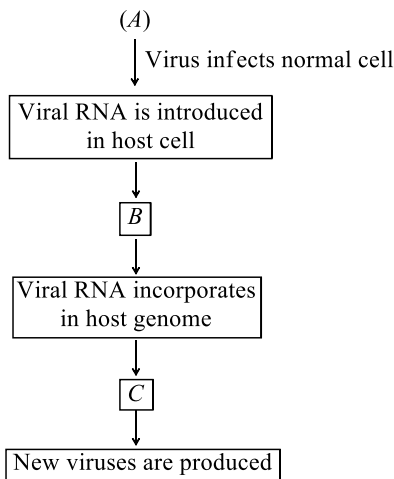 (A)
Virus infects normal cell
Viral RNA is introduced
in host cell
B
Viral RNA incorporates
in host genome
C
New viruses are produced